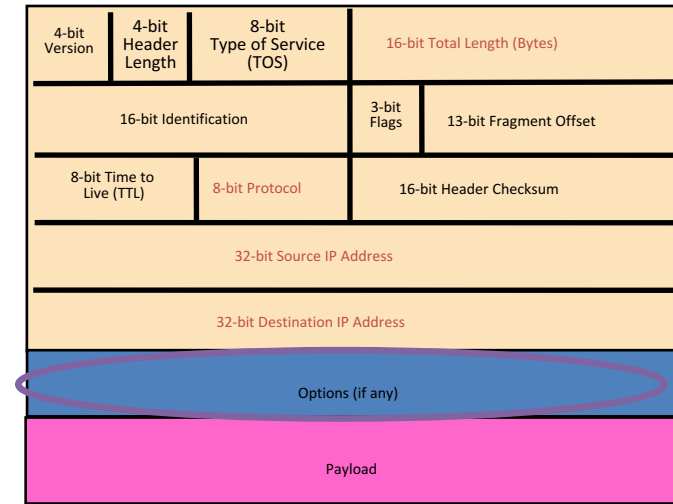 4-bit
Version
4-bit
Header
Length
8-bit
Type of Service
(TOS)
16-bit Total Length (Bytes)
16-bit Identification
3-bit
Flags
13-bit Fragment Offset
8-bit Time to
Live (TTL)
8-bit Protocol
16-bit Header Checksum
32-bit Source IP Address
32-bit Destination IP Address
Options (if any)
Payload